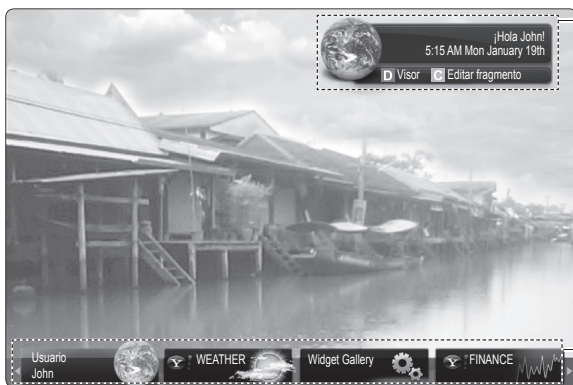 ¡Hola John!
5:15 AM Mon January 19th
D Visor C Editar fragmento
Usuario
John
Y! WEATHER
Widget Gallery
Y! FINANCE